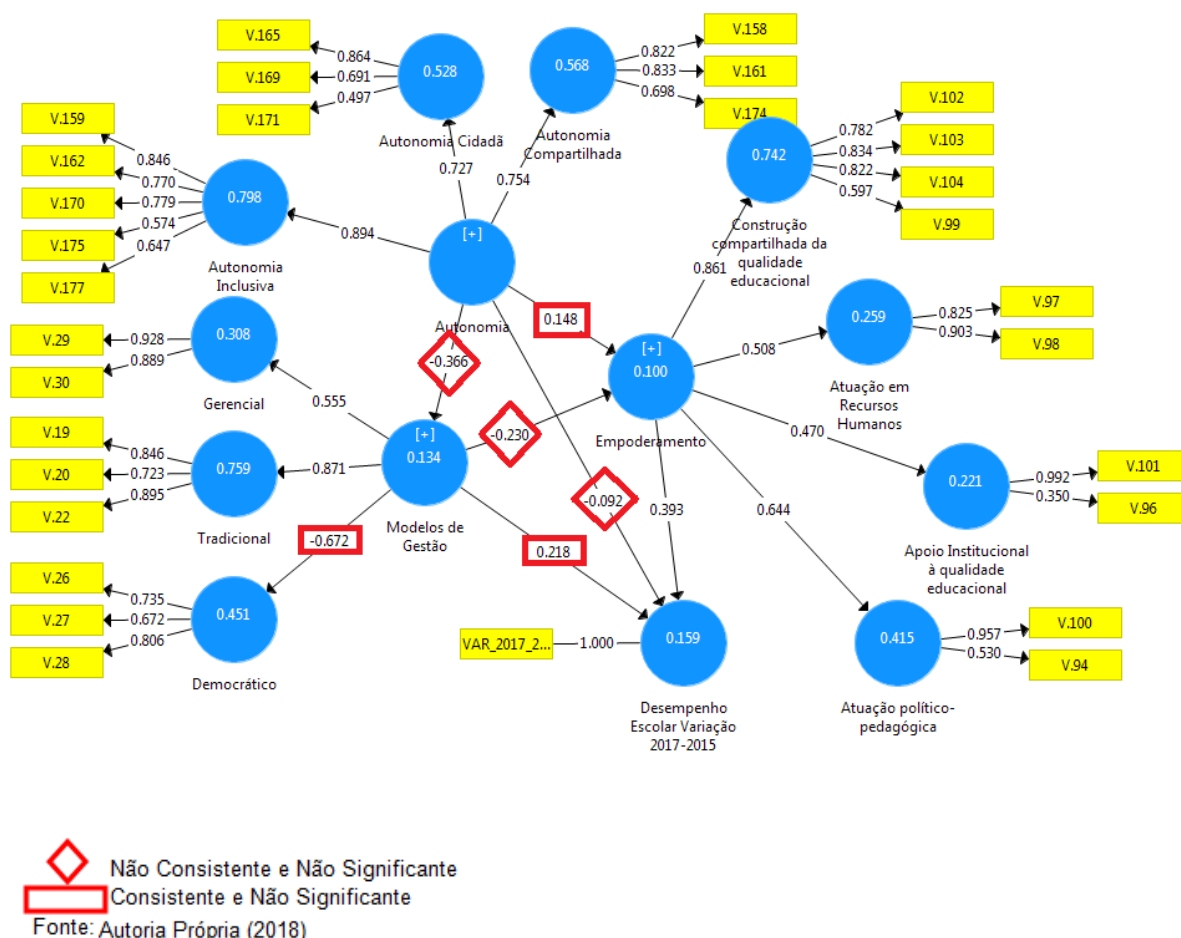 V.165
V.169
V.171
0.864
0.691
0.497
0.528
Autonomia Cidadã
0.727
0.568
Autonomia
Compartilhada
0.754
0.822
0.833
0.698
V.158
V.161
V.174
V.159
V.162
V.170
V.175
V.177
0.846
0.770
0.779
0.574
0.647
0.798
Autonomia
Inclusiva
0.894
[+]
Autonomia
0.742
Construção
compartilhada da
qualidade
educacional
0.782
0.834
0.822
0.597
V.102
V.103
V.104
V.99
0.861
0.148
-0.366
V.29
V.30
0.928
0.889
0.308
Gerencial
0.555
[+]
0.100
Empoderamento
0.508
0.259
Atuação em
Recursos
Humanos
0.825
0.903
V.97
V.98
-0.230
V.19
V.20
V.22
0.846
0.723
0.895
0.759
Tradicional
0.871
[+]
0.134
Modelos de
Gestão
0.470
0.221
Apoio Institucional
à qualidade
educacional
0.992
0.350
V.101
V.96
-0.092
0.393
0.644
-0.672
0.218
V.26
V.27
V.28
0.735
0.672
0.806
0.451
Democrático
VAR_2017_2...
1.000
0.159
Desempenho
Escolar Variação
2017-2015
0.415
Atuação político-
pedagógica
0.957
0.530
V.100
V.94
Não Consistente e Não Significante
Consistente e Não Significante
Fonte: Autoria Própria (2018)